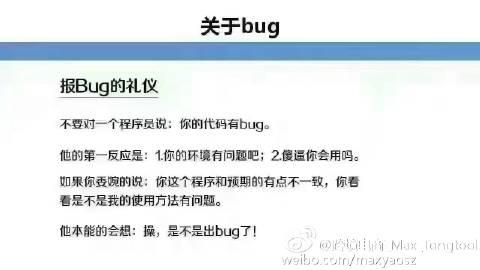 关于bug
报Bug的礼仪
不要对一个程序员说：你的代码有bug。
他的第一反应是：1.你的环境有问题吧；2.傻逼你会用吗。
如果你委婉的说：你这个程序和预期的有点不一致，你看
看是不是我的使用方法有问题。
他本能的会想：操，是不是出bug了！
Max_longtool
weibo.com/maxyaosz